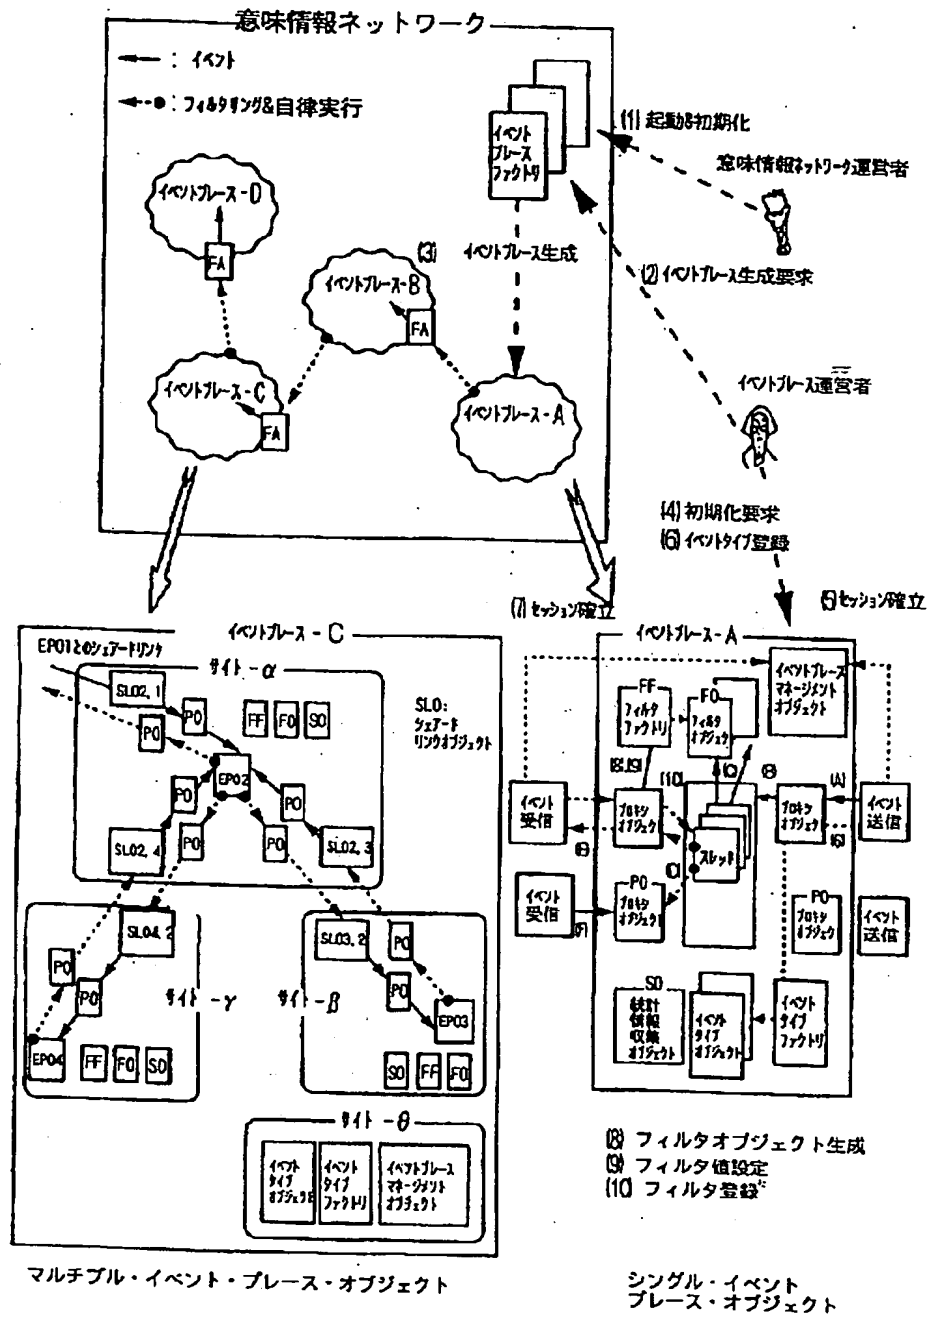 意味情報ネットワーク
: イベント
: フィルタリング&自律実行
イベント
プレース
ファクトリ
(1) 起動&初期化
意味情報ネットワーク運営者
イベントプレース-D
FA
(3)
イベントプレース生成
(2) イベントプレース生成要求
イベントプレース-B
FA
イベントプレース-C
FA
イベントプレース-A
イベントプレース運営者
(4) 初期化要求
(6) イベントタイプ登録
(7) セッション確立
(5) セッション確立
イベントプレース-C
EPO1とのシェアードリンク
サイト-α
SLO2,1
PO
PO
FF
FO
SO
SLO:
シェアード
リンクオブジェクト
EPO2
PO
PO
PO
PO
SLO2,4
SLO2,3
SLO4,2
PO
PO
サイト-γ
EPO4
FF
FO
SO
SLO3,2
PO
PO
サイト-β
EPO3
SO
FF
FO
サイト-θ
イベント
タイプ
オブジェクト
イベント
タイプ
ファクトリ
イベントプレース
マネージメント
オブジェクト
マルチプル・イベント・プレース・オブジェクト
イベントプレース-A
イベントプレース
マネージメント
オブジェクト
FF
フィルタ
ファクトリ
FO
フィルタ
オブジェクト
(8),(9)
(10)
(B)
(A)
イベント
受信
プロキシ
オブジェクト
スレッド
プロキシ
オブジェクト
イベント
送信
(6)
イベント
受信
PO
プロキシ
オブジェクト
PO
プロキシ
オブジェクト
イベント
送信
SO
統計
情報
収集
オブジェクト
イベント
タイプ
オブジェクト
イベント
タイプ
ファクトリ
(8) フィルタオブジェクト生成
(9) フィルタ値設定
(10) フィルタ登録
シングル・イベント
プレース・オブジェクト